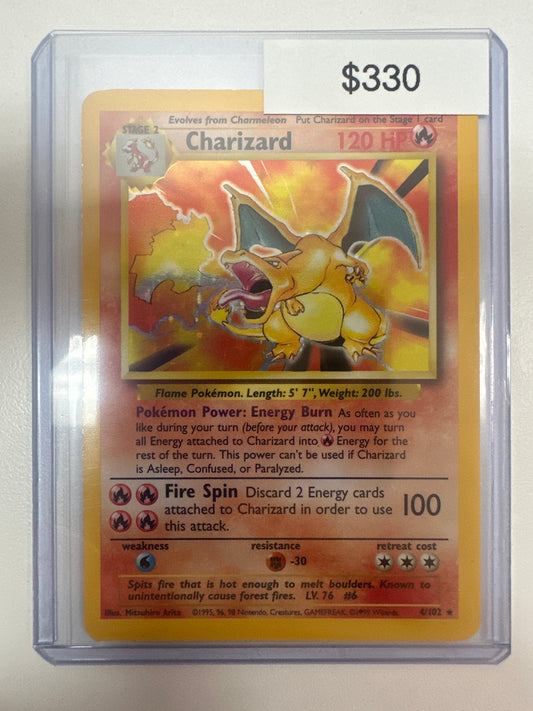 $330
Evolves from Charmeleon Put Charizard on the Stage 1 card
STAGE 2
Charizard 120 HP
Flame Pokémon. Length: 5' 7", Weight: 200 lbs.
Pokémon Power: Energy Burn As often as you
like during your turn (before your attack), you may turn
all Energy attached to Charizard into Energy for the
rest of the turn. This power can't be used if Charizard
is Asleep, Confused, or Paralyzed.
Fire Spin Discard 2 Energy cards
attached to Charizard in order to use 100
this attack.
weakness resistance retreat cost
-30
Spits fire that is hot enough to melt boulders. Known to
unintentionally cause forest fires. LV. 76 #6
Illus. Mitsuhiro Arita ©1995, 96, 98 Nintendo, Creatures, GAMEFREAK. ©1999 Wizards. 4/102 ★